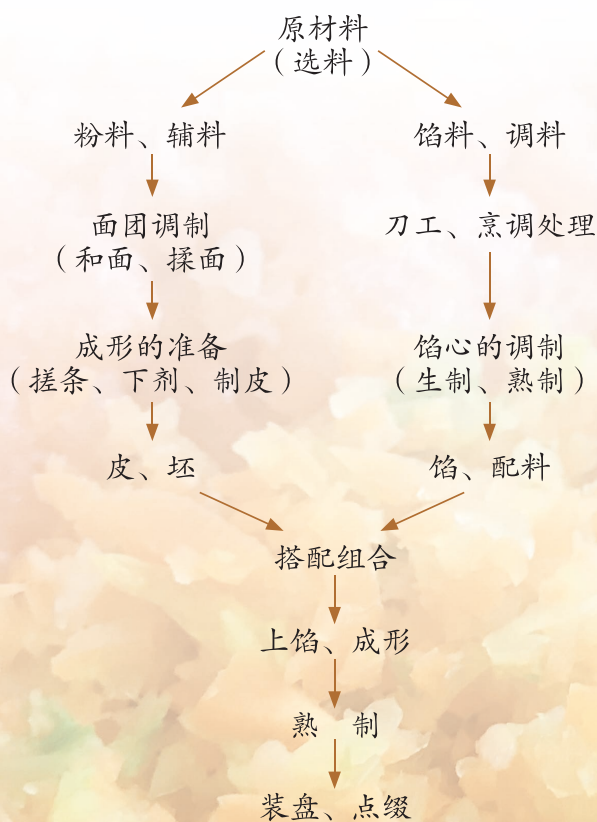 原材料
（选料）
粉料、辅料
馅料、调料
面团调制
（和面、揉面）
刀工、烹调处理
成形的准备
（搓条、下剂、制皮）
馅心的调制
（生制、熟制）
皮、坯
馅、配料
搭配组合
上馅、成形
熟 制
装盘、点缀